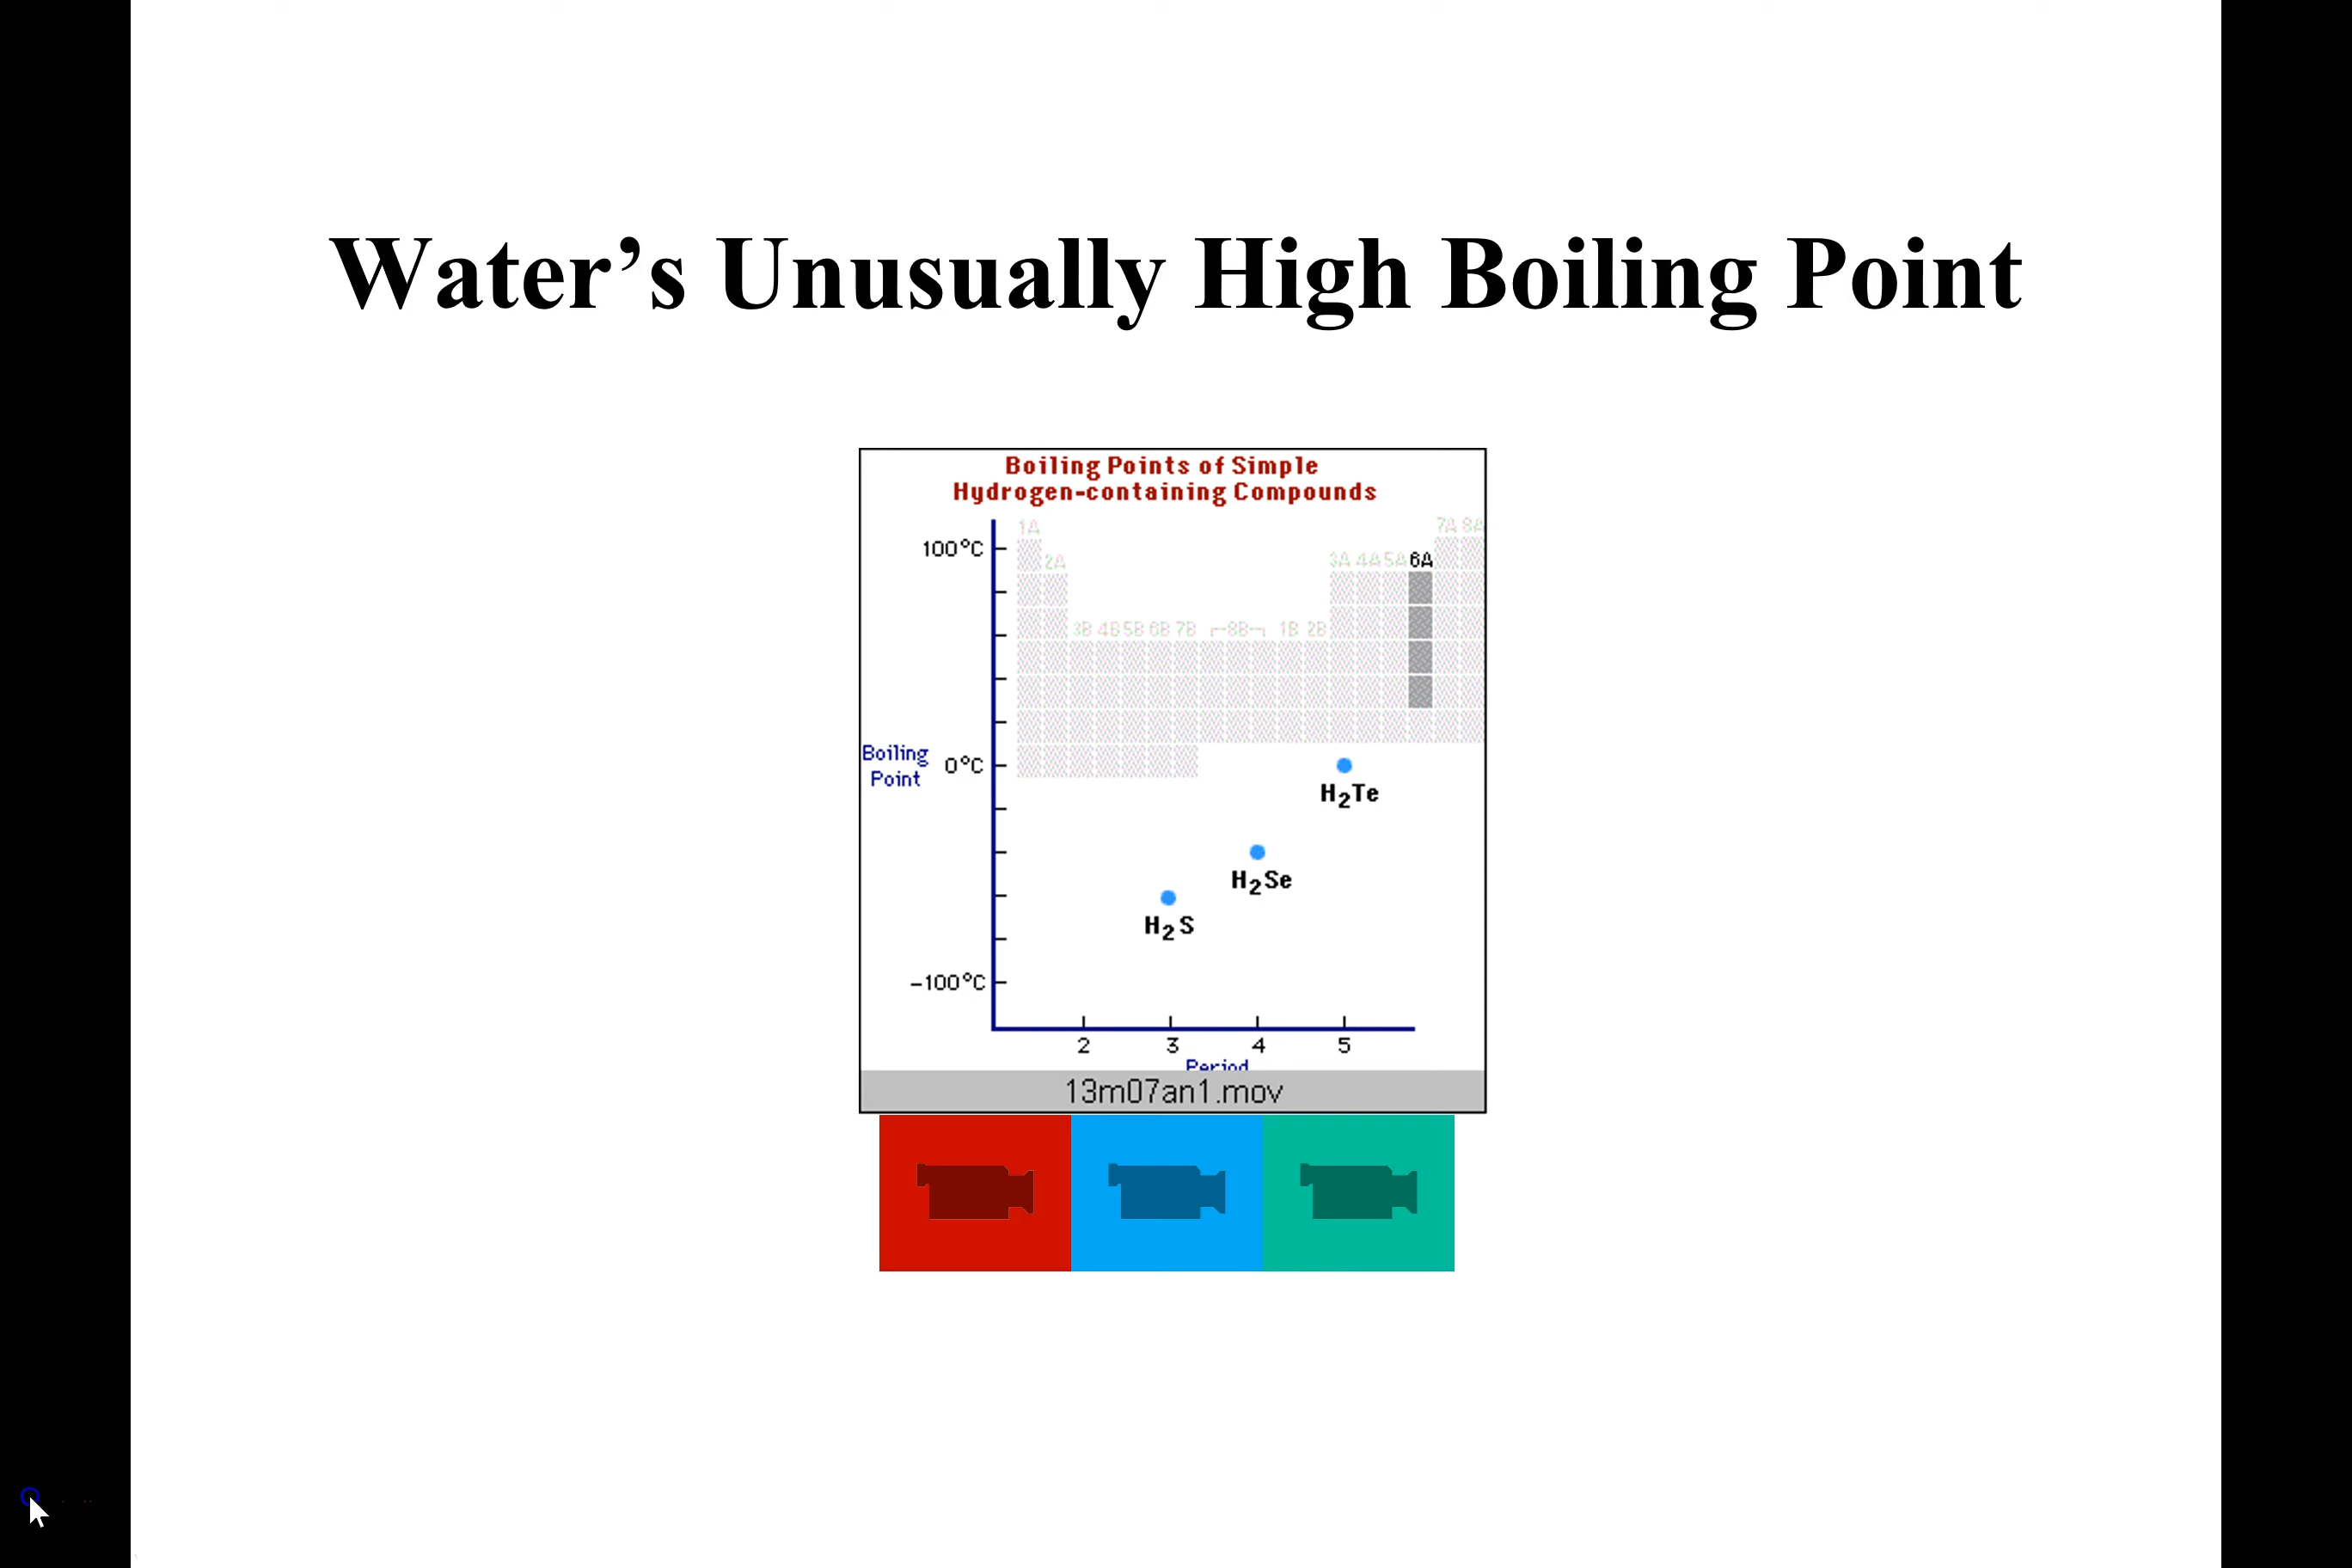 Water’s Unusually High Boiling Point
Boiling Points of Simple
Hydrogen-containing Compounds
1A
7A 8A
100°C
2A
3A 4A 5A 6A
3B 4B 5B 6B 7B 8B 1B 2B
Boiling
Point
0°C
H2Te
H2Se
H2S
-100°C
2 3 4 5
Period
13m07an1.mov